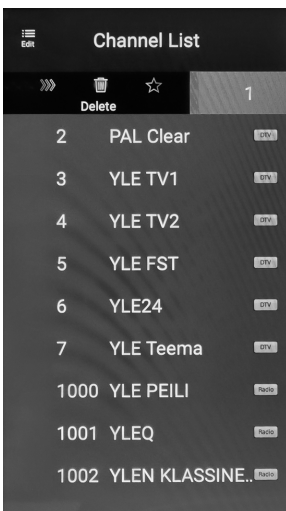 Edit
Channel List
Delete
1
2 PAL Clear DTV
3 YLE TV1 DTV
4 YLE TV2 DTV
5 YLE FST DTV
6 YLE24 DTV
7 YLE Teema DTV
1000 YLE PEILI Radio
1001 YLEQ Radio
1002 YLEN KLASSINE.. Radio